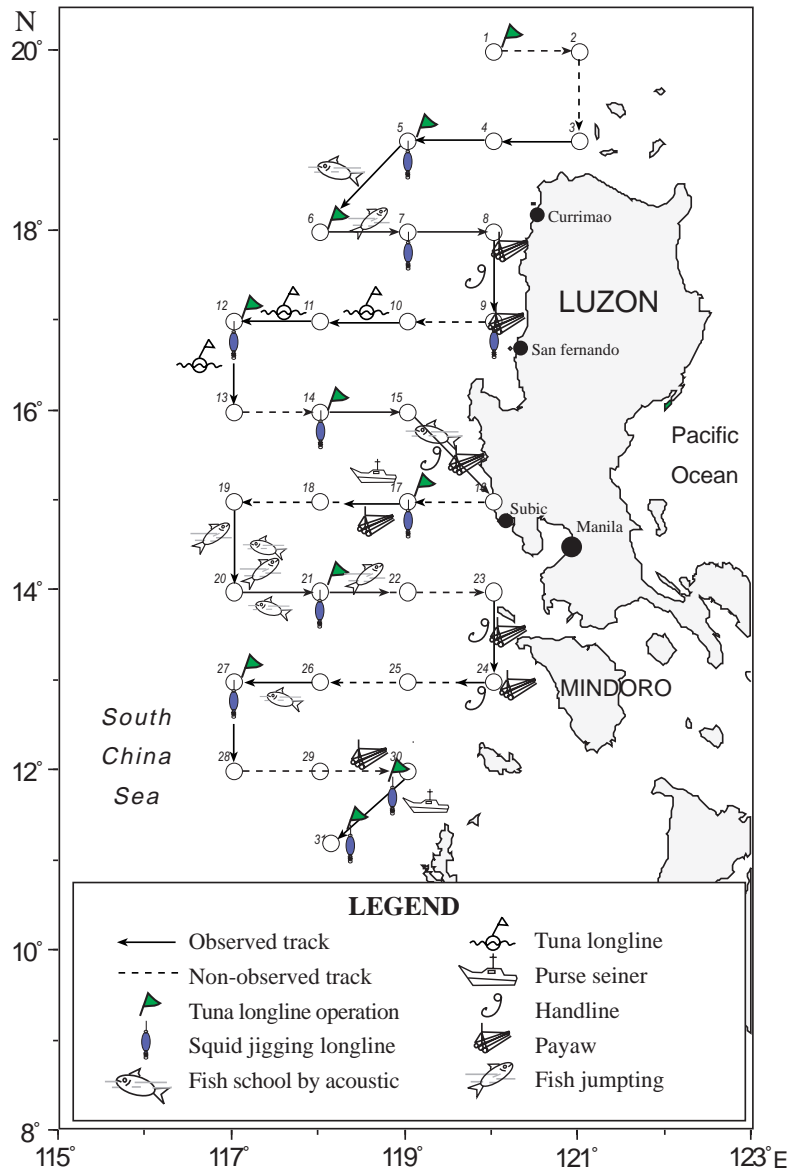 N
20°
1 2
5 4 3
18°
6 7 8
Currimao
LUZON
12 11 10 9
San fernando
16°
13 14 15
Pacific
Ocean
19 18 17 16
Subic
Manila
14°
20 21 22 23
27 26 25 24
MINDORO
South
China
Sea
12°
28 29 30
31
LEGEND
Observed track
Non-observed track
Tuna longline operation
Squid jigging longline
Fish school by acoustic
Tuna longline
Purse seiner
Handline
Payaw
Fish jumpting
10°
8°
115° 117° 119° 121° 123° E